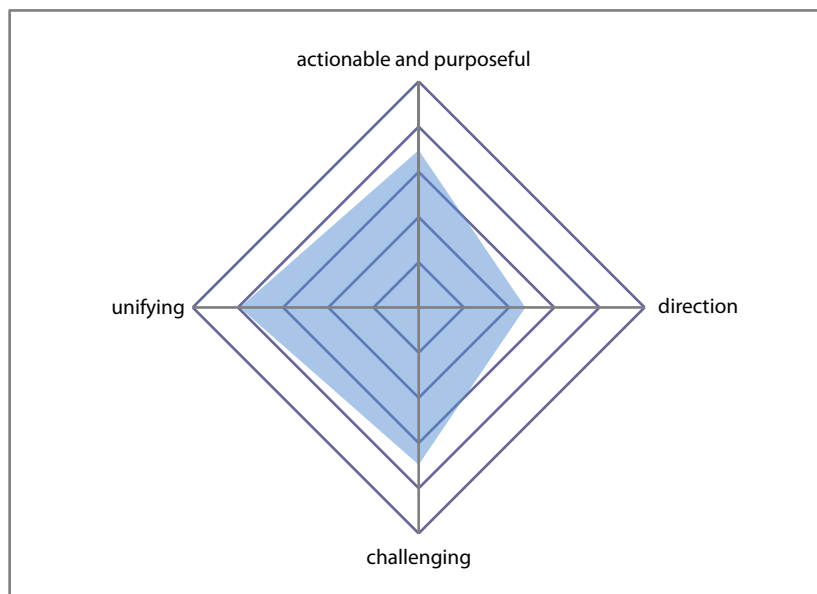 actionable and purposeful
unifying
direction
challenging